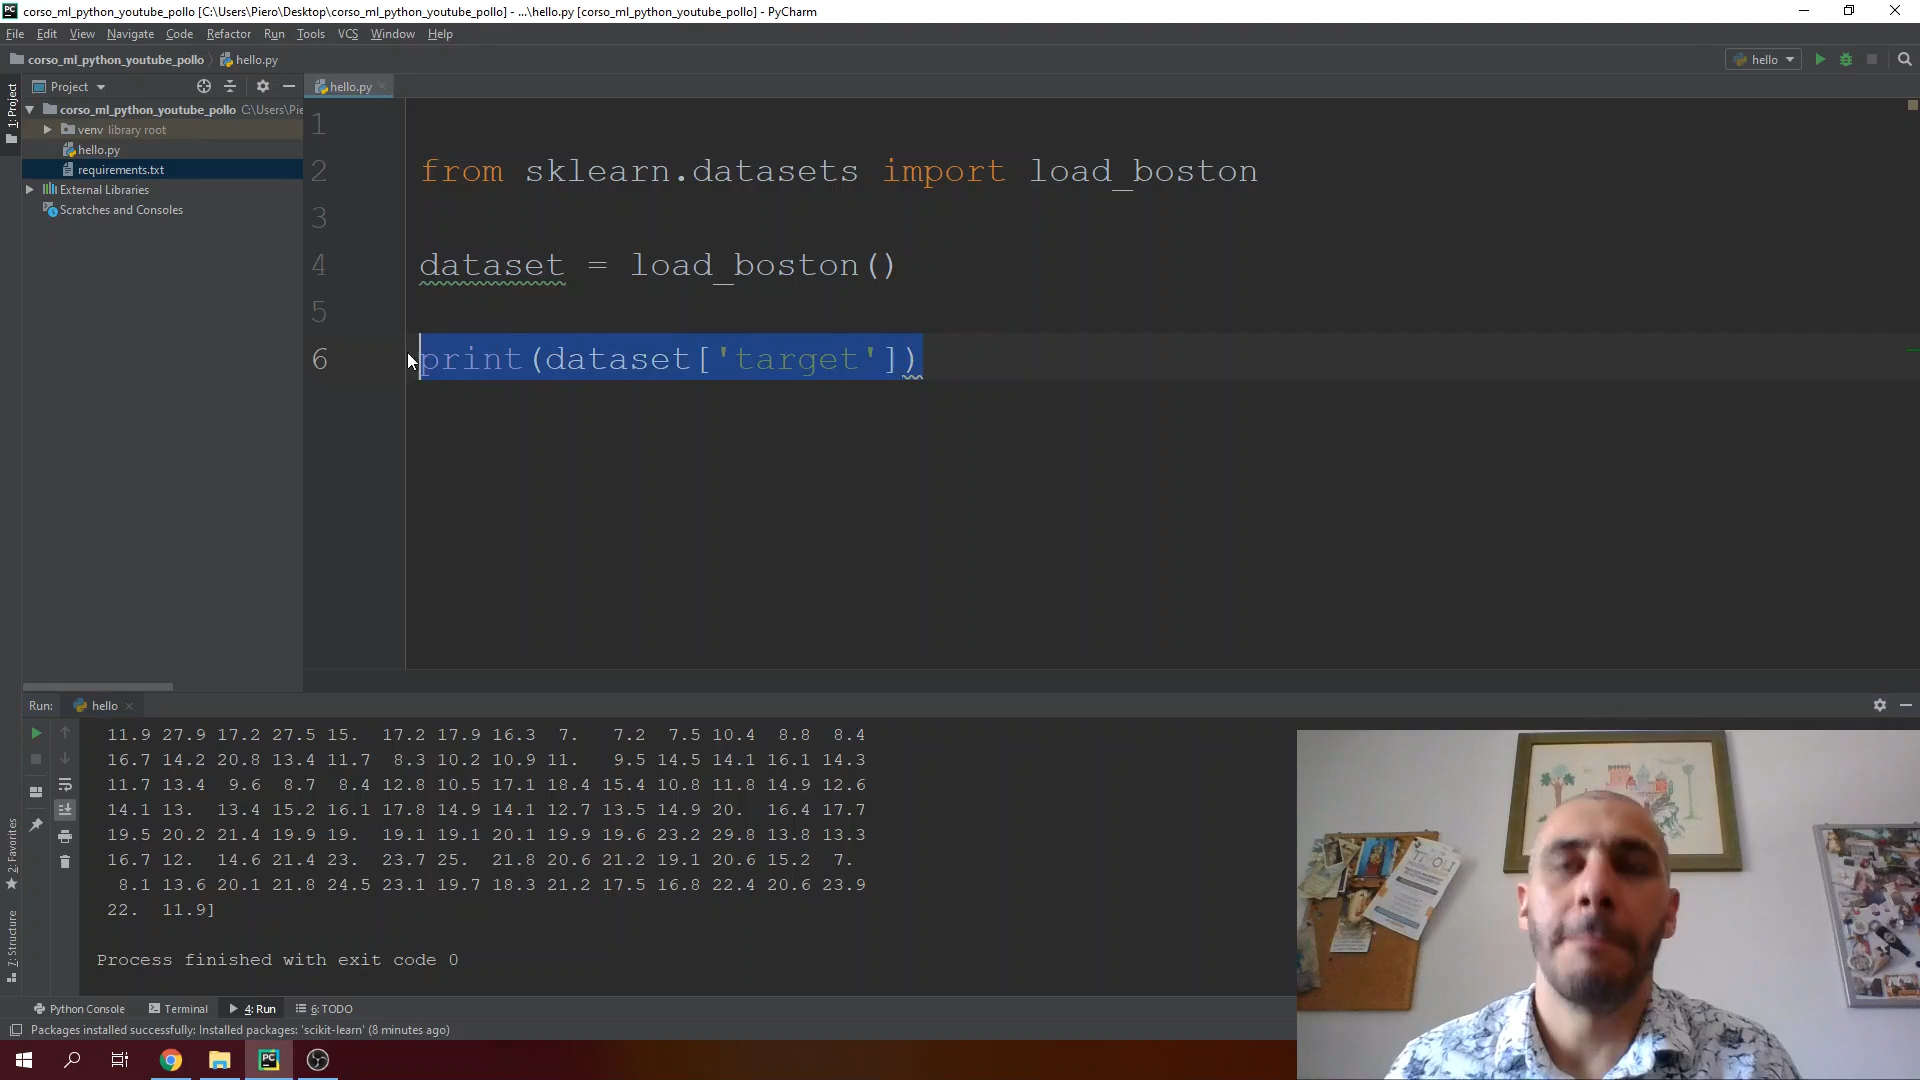 corso_ml_python_youtube_pollo [C:\Users\Piero\Desktop\corso_ml_python_youtube_pollo] - ...\hello.py [corso_ml_python_youtube_pollo] - PyCharm
File Edit View Navigate Code Refactor Run Tools VCS Window Help
corso_ml_python_youtube_pollo hello.py hello
Project
hello.py
1: Project
corso_ml_python_youtube_pollo C:\Users\Pie
venv library root
hello.py
requirements.txt
External Libraries
Scratches and Consoles
1
2 from sklearn.datasets import load_boston
3
4 dataset = load_boston()
5
6 print(dataset['target'])
Run: hello
11.9 27.9 17.2 27.5 15. 17.2 17.9 16.3 7. 7.2 7.5 10.4 8.8 8.4
16.7 14.2 20.8 13.4 11.7 8.3 10.2 10.9 11. 9.5 14.5 14.1 16.1 14.3
11.7 13.4 9.6 8.7 8.4 12.8 10.5 17.1 18.4 15.4 10.8 11.8 14.9 12.6
14.1 13. 13.4 15.2 16.1 17.8 14.9 14.1 12.7 13.5 14.9 20. 16.4 17.7
19.5 20.2 21.4 19.9 19. 19.1 19.1 20.1 19.9 19.6 23.2 29.8 13.8 13.3
16.7 12. 14.6 21.4 23. 23.7 25. 21.8 20.6 21.2 19.1 20.6 15.2 7.
8.1 13.6 20.1 21.8 24.5 23.1 19.7 18.3 21.2 17.5 16.8 22.4 20.6 23.9
22. 11.9]
Process finished with exit code 0
2: Favorites
7: Structure
Python Console Terminal 4: Run 6: TODO
Packages installed successfully: Installed packages: 'scikit-learn' (8 minutes ago)
PC
TIVOLI